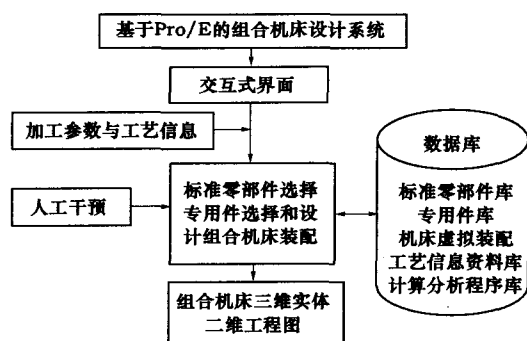 基于Pro/E的组合机床设计系统
交互式界面
加工参数与工艺信息
人工干预
标准零部件选择
专用件选择和设
计组合机床装配
数据库
标准零部件库
专用件库
机床虚拟装配
工艺信息资料库
计算分析程序库
组合机床三维实体
二维工程图